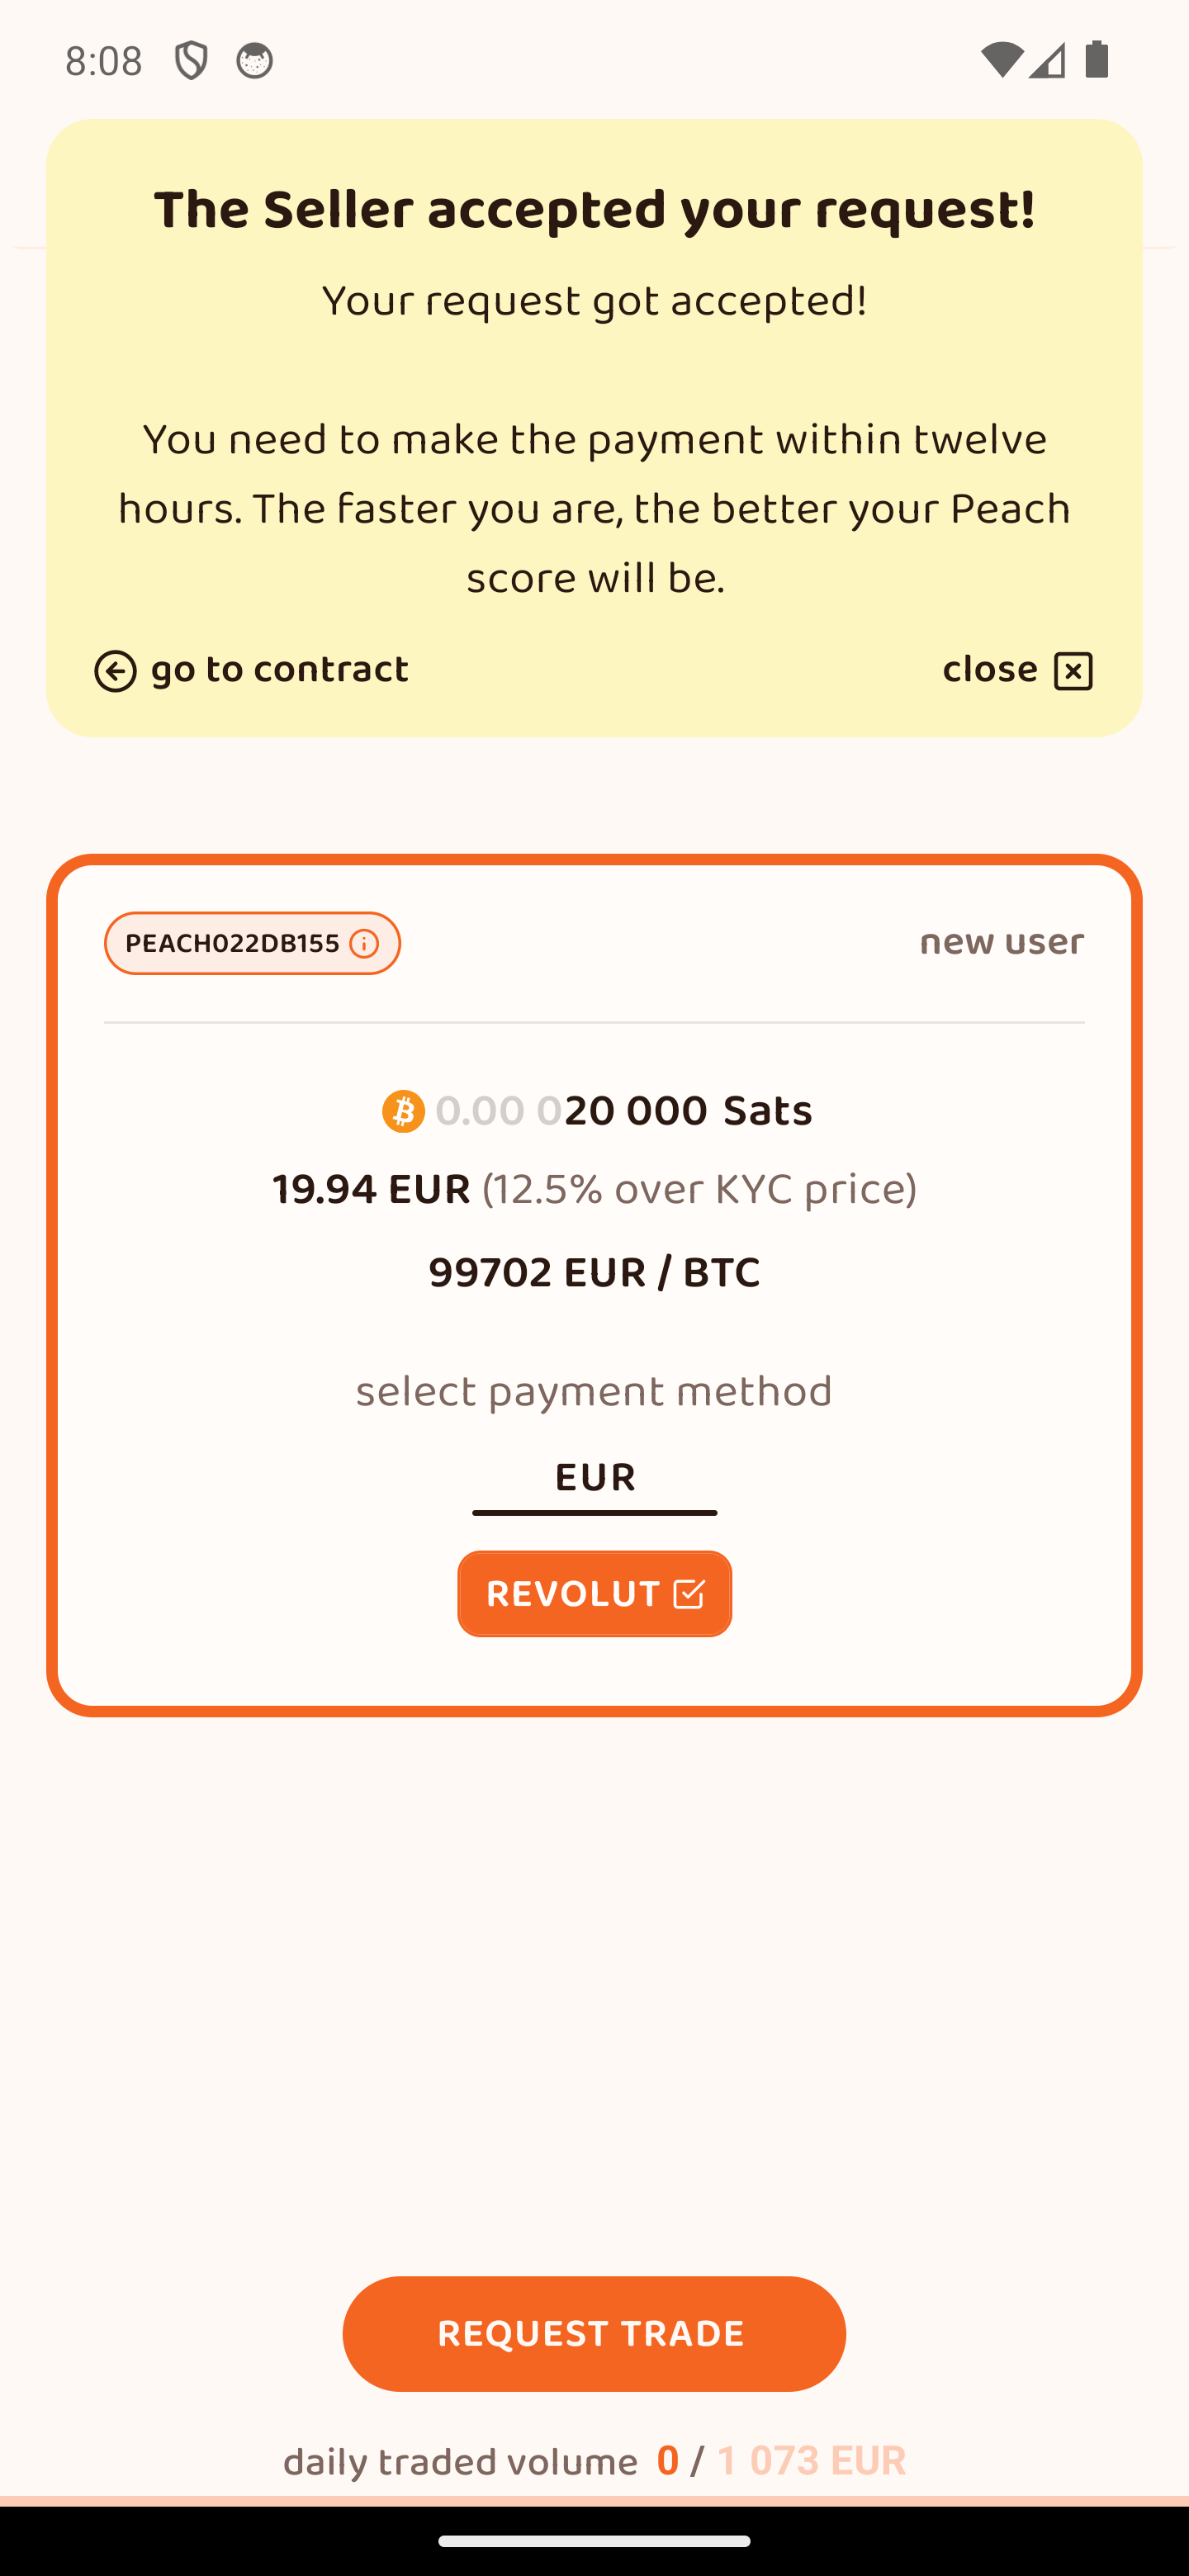 8:08
The Seller accepted your request!
Your request got accepted!
You need to make the payment within twelve
hours. The faster you are, the better your Peach
score will be.
go to contract
close
PEACH022DB155
new user
0.00 020 000 Sats
19.94 EUR (12.5% over KYC price)
99702 EUR / BTC
select payment method
EUR
REVOLUT
REQUEST TRADE
daily traded volume 0 / 1 073 EUR